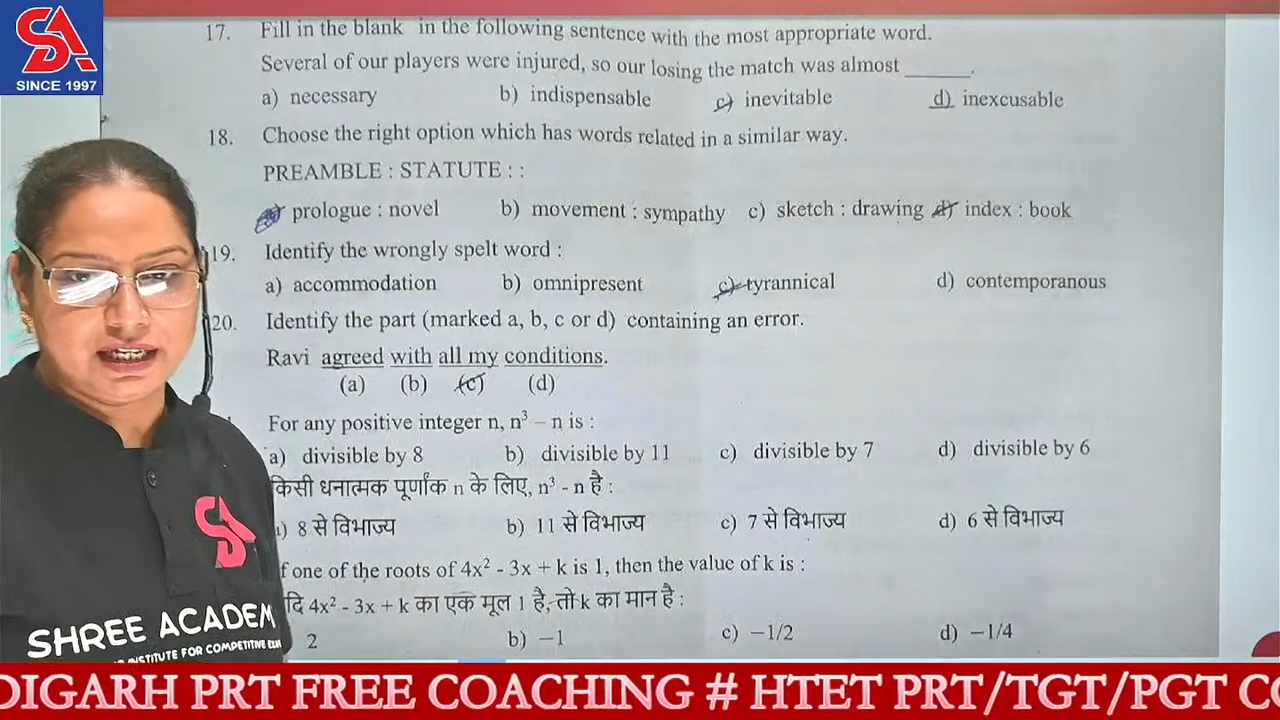 SA
SINCE 1997
17. Fill in the blank in the following sentence with the most appropriate word.
Several of our players were injured, so our losing the match was almost ______.
a) necessary b) indispensable c) inevitable d) inexcusable
18. Choose the right option which has words related in a similar way.
PREAMBLE : STATUTE : :
prologue : novel b) movement : sympathy c) sketch : drawing d) index : book
19. Identify the wrongly spelt word :
a) accommodation b) omnipresent c) tyrannical d) contemporanous
20. Identify the part (marked a, b, c or d) containing an error.
Ravi agreed with all my conditions.
(a) (b) (c) (d)
For any positive integer n, n³ – n is :
a) divisible by 8 b) divisible by 11 c) divisible by 7 d) divisible by 6
किसी धनात्मक पूर्णांक n के लिए, n³ - n है :
) 8 से विभाज्य b) 11 से विभाज्य c) 7 से विभाज्य d) 6 से विभाज्य
f one of the roots of 4x² - 3x + k is 1, then the value of k is :
दि 4x² - 3x + k का एक मूल 1 है, तो k का मान है :
2 b) −1 c) −1/2 d) −1/4
SA
SHREE ACADEM
INSTITUTE FOR COMPETITIVE EXA
DIGARH PRT FREE COACHING # HTET PRT/TGT/PGT CO